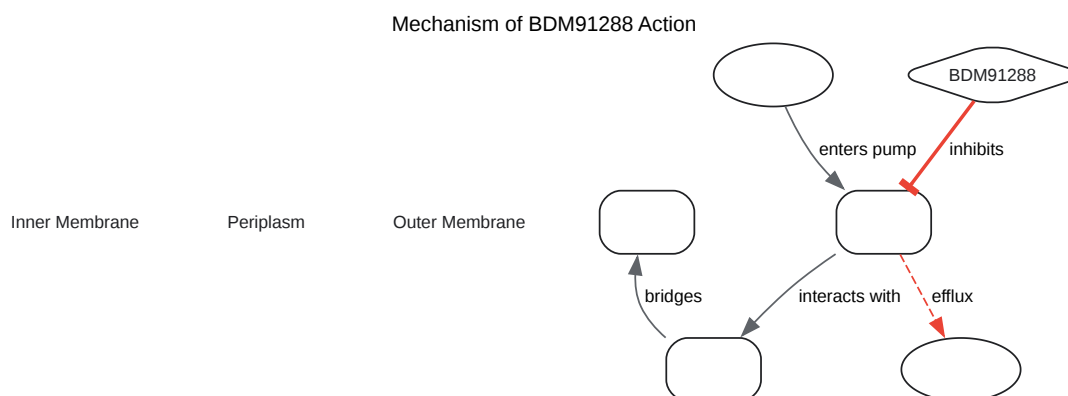 Mechanism of BDM91288 Action
BDM91288
enters pump
inhibits
Inner Membrane
Periplasm
Outer Membrane
bridges
interacts with
efflux